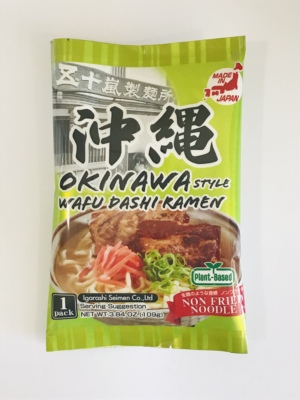 MADE IN
JAPAN
五十嵐製麺所
沖縄
OKINAWA STYLE
WAFU DASHI RAMEN
Plant-Based
1
pack
Igarashi Seimen Co.,Ltd
Serving Suggestion
NET WT 3.84 OZ (109g)
NON FRIED
NOODLE